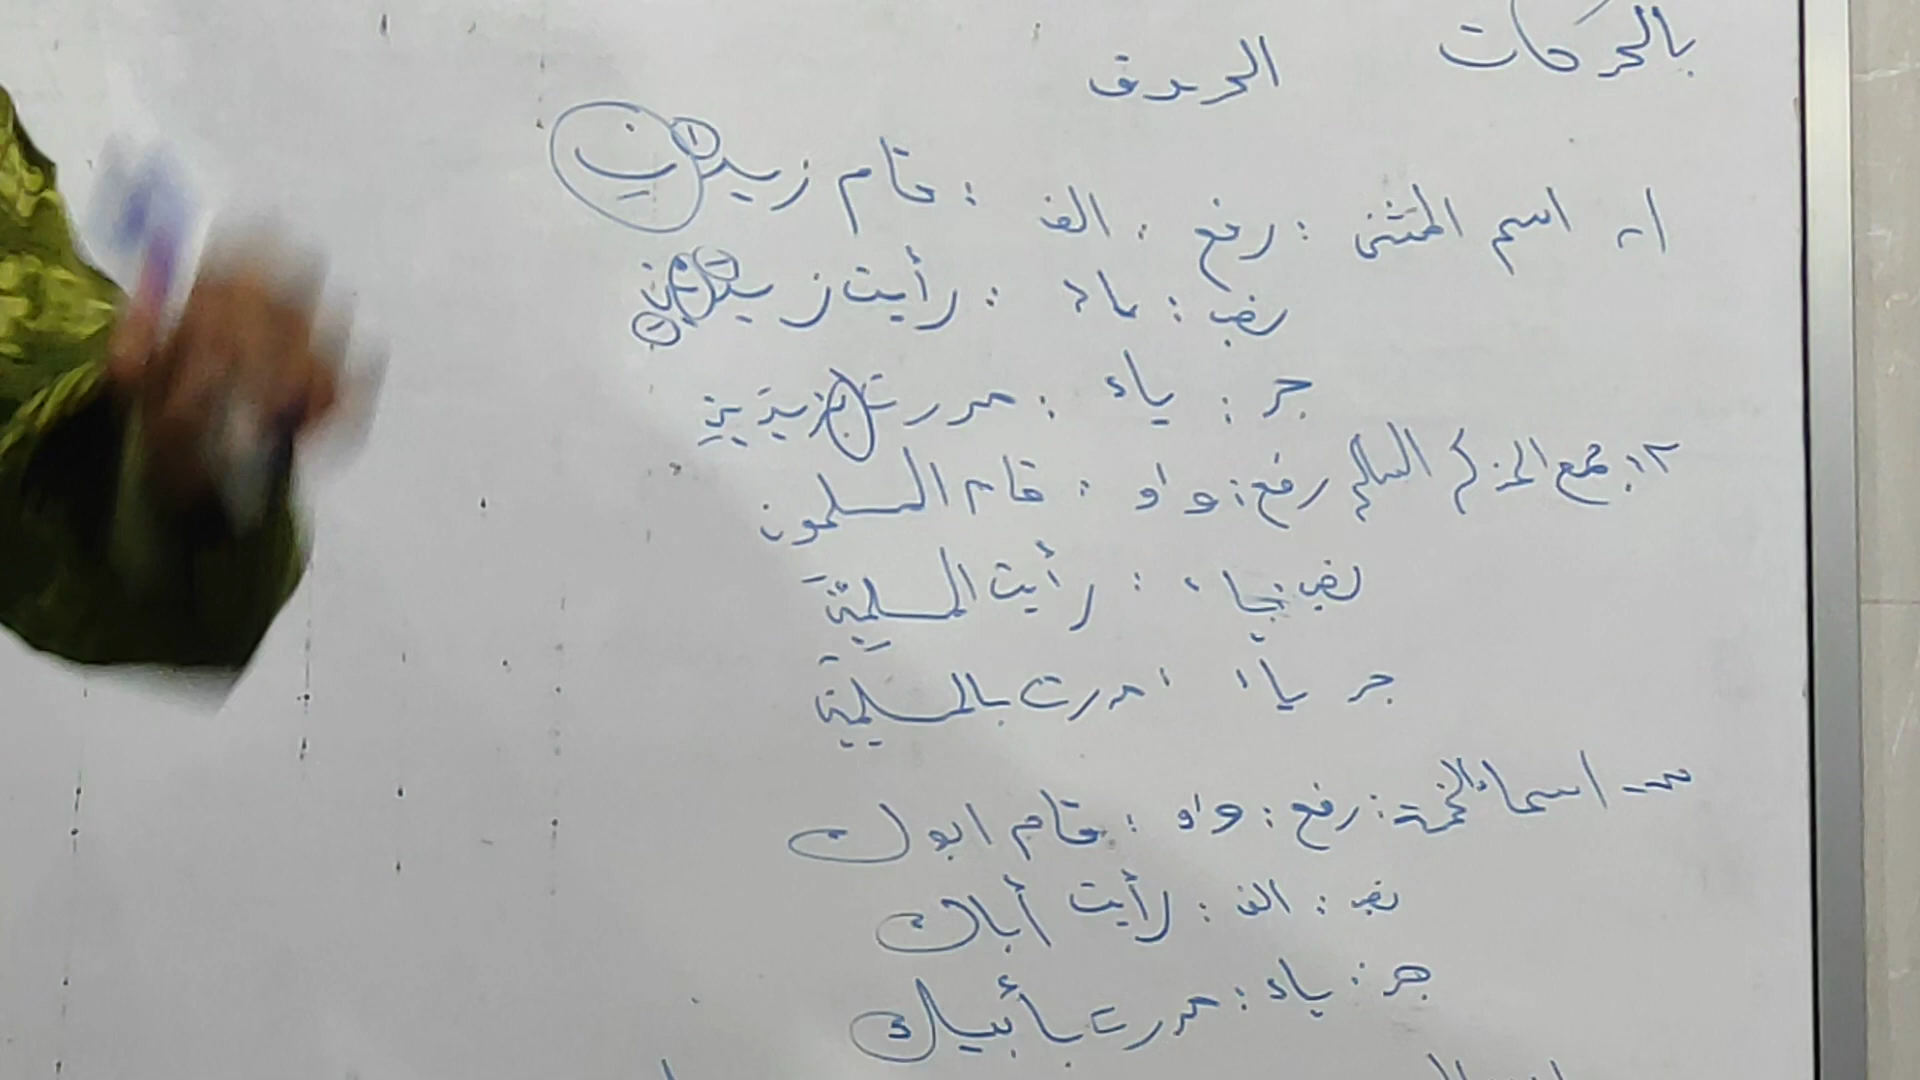 بالحركات الحروف
١- اسم المثنى : رفع : الف : قام زيدانِ
نصب : ياء : رأيت زيدين
جر : ياء : مررت بزيدين
٢. جمع المذكر السالم رفع : واو : قام المسلمون
نصب ياء : رأيت المسلمين
جر ياء : مررت بالمسلمين
٣- اسماء الخمسة : رفع : واو : قام ابوك
نصب : الف : رأيت أباك
جر : ياء : مررت بأبيك